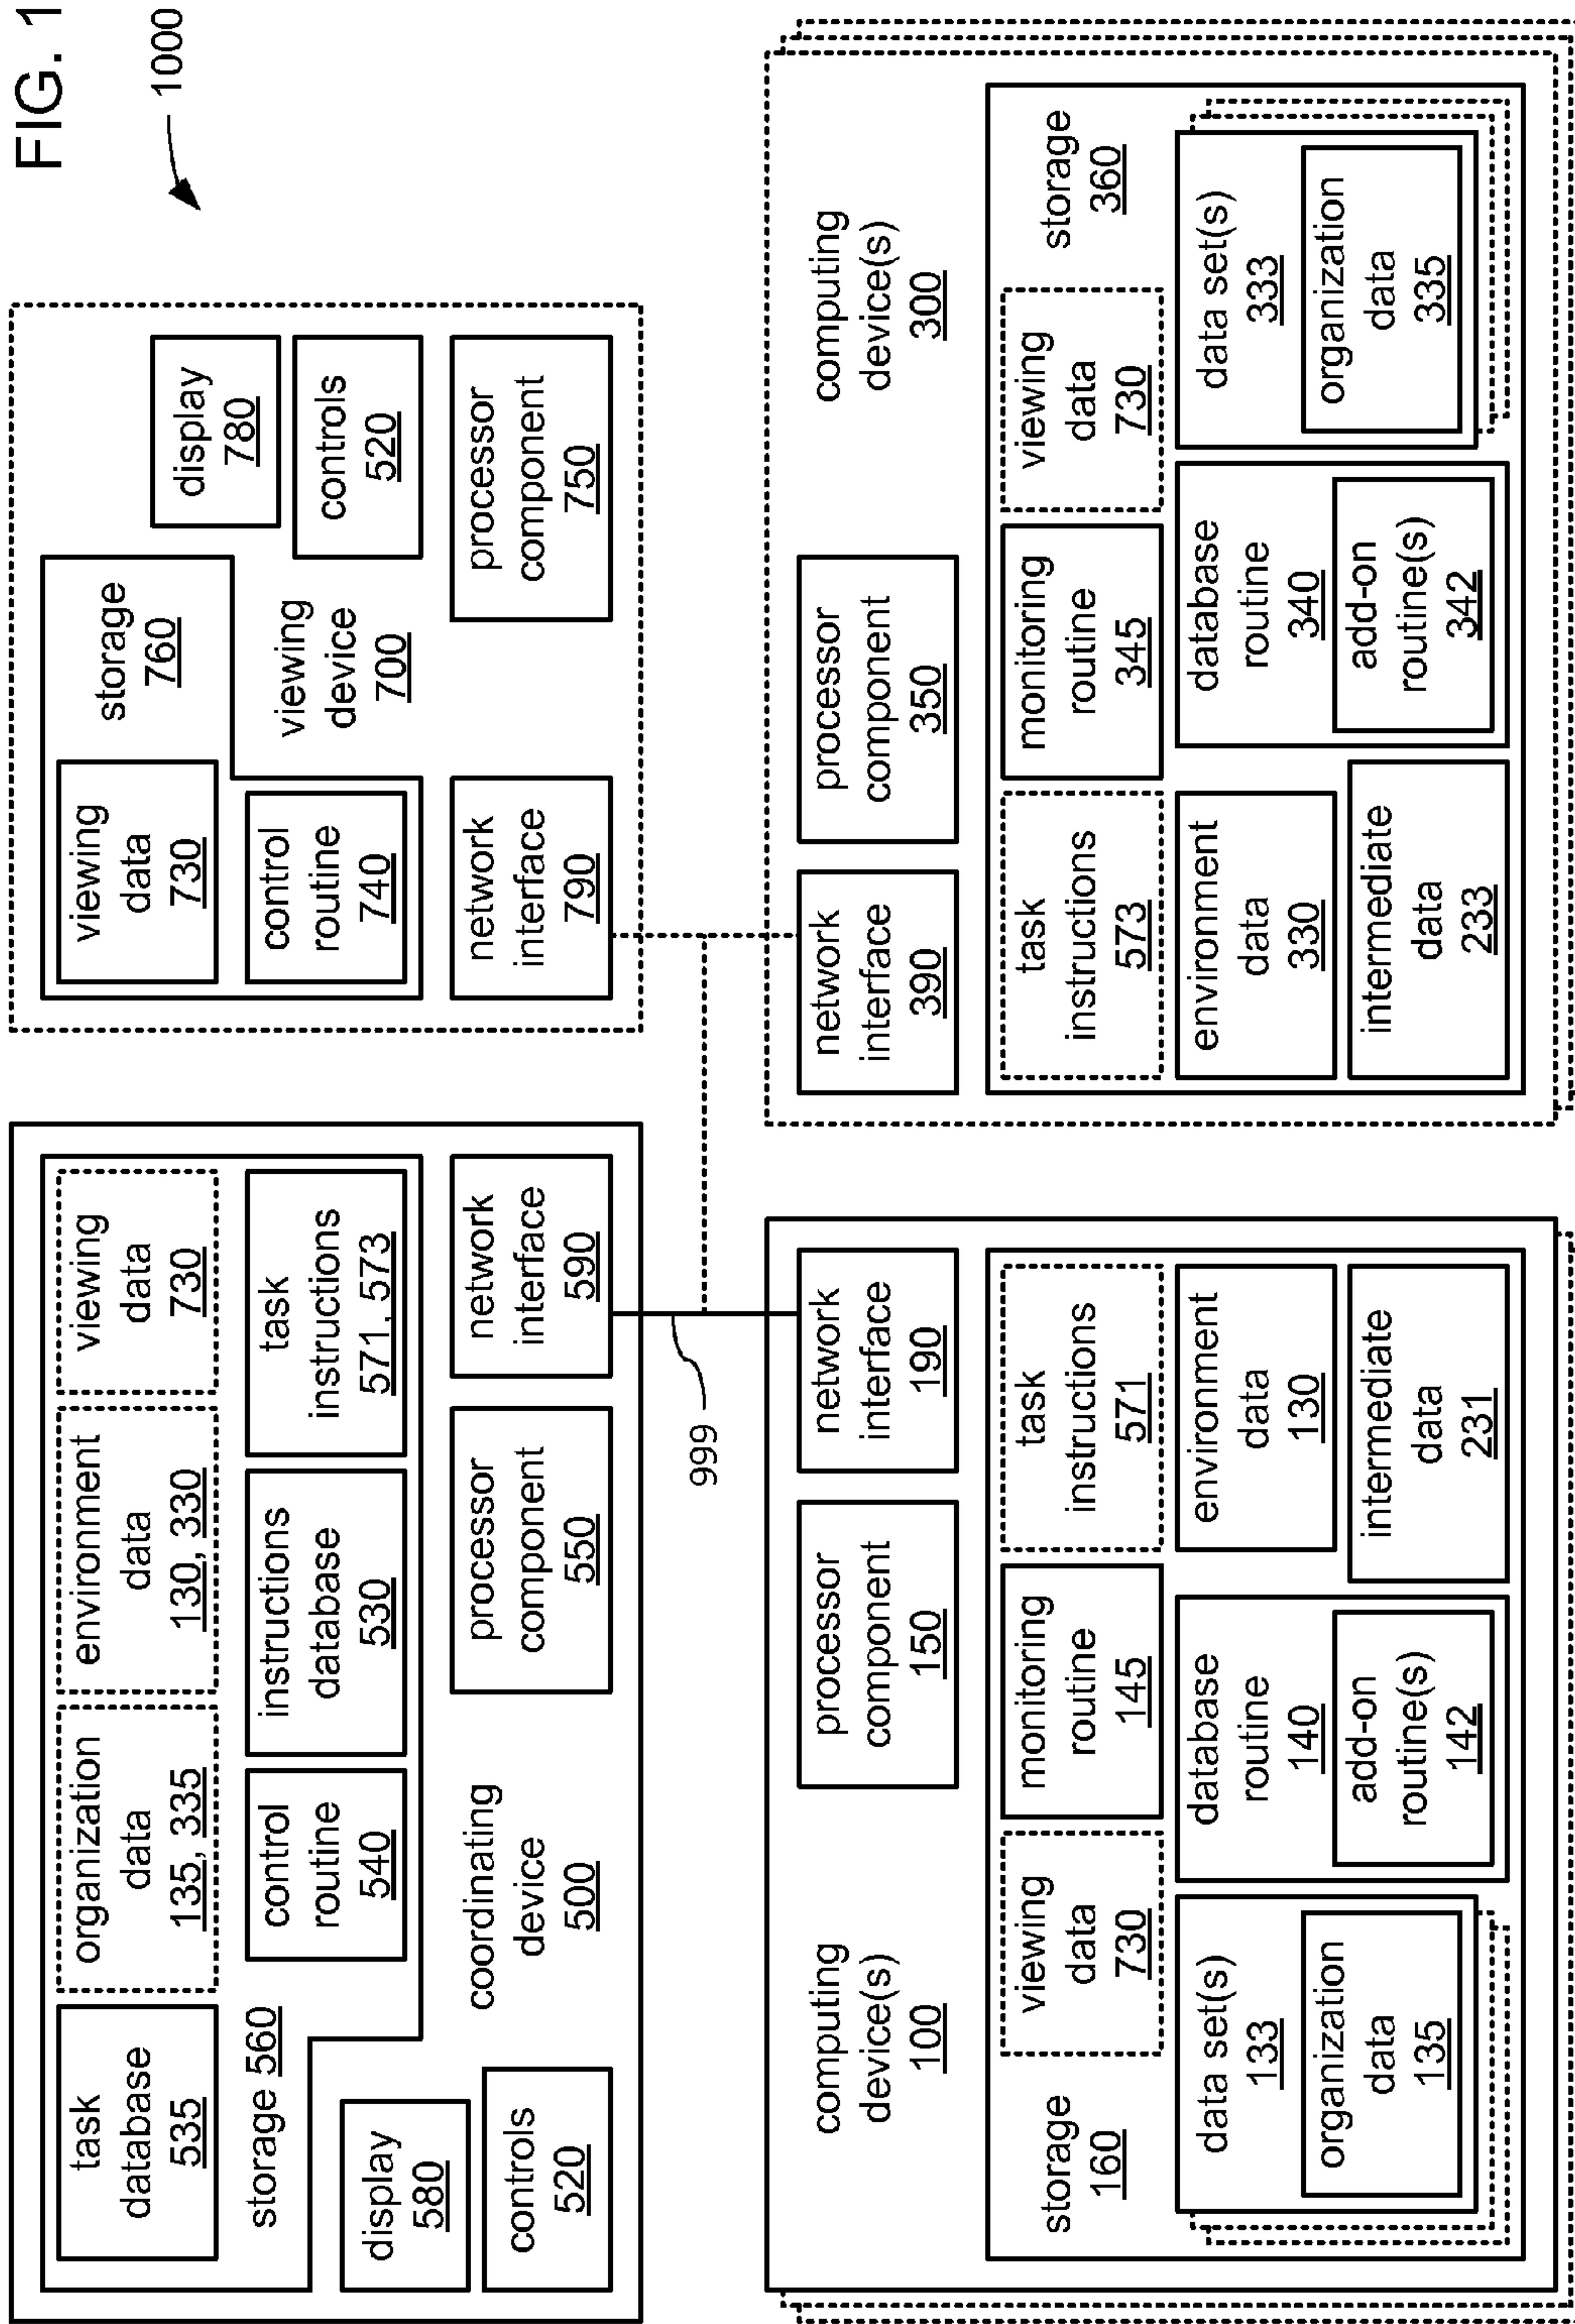 FIG. 1
1000
task
database
535
organization
data
135, 335
environment
data
130, 330
viewing
data
730
storage 560
control
routine
540
instructions
database
530
task
instructions
571, 573
display
580
controls
520
coordinating
device
500
processor
component
550
network
interface
590
viewing
data
730
storage
760
control
routine
740
viewing
device
700
display
780
controls
520
network
interface
790
processor
component
750
999
computing
device(s)
100
processor
component
150
network
interface
190
storage
160
viewing
data
730
monitoring
routine
145
task
instructions
571
data set(s)
133
organization
data
135
database
routine
140
add-on
routine(s)
142
environment
data
130
intermediate
data
231
network
interface
390
processor
component
350
computing
device(s)
300
task
instructions
573
monitoring
routine
345
viewing
data
730
storage
360
environment
data
330
intermediate
data
233
database
routine
340
add-on
routine(s)
342
data set(s)
333
organization
data
335